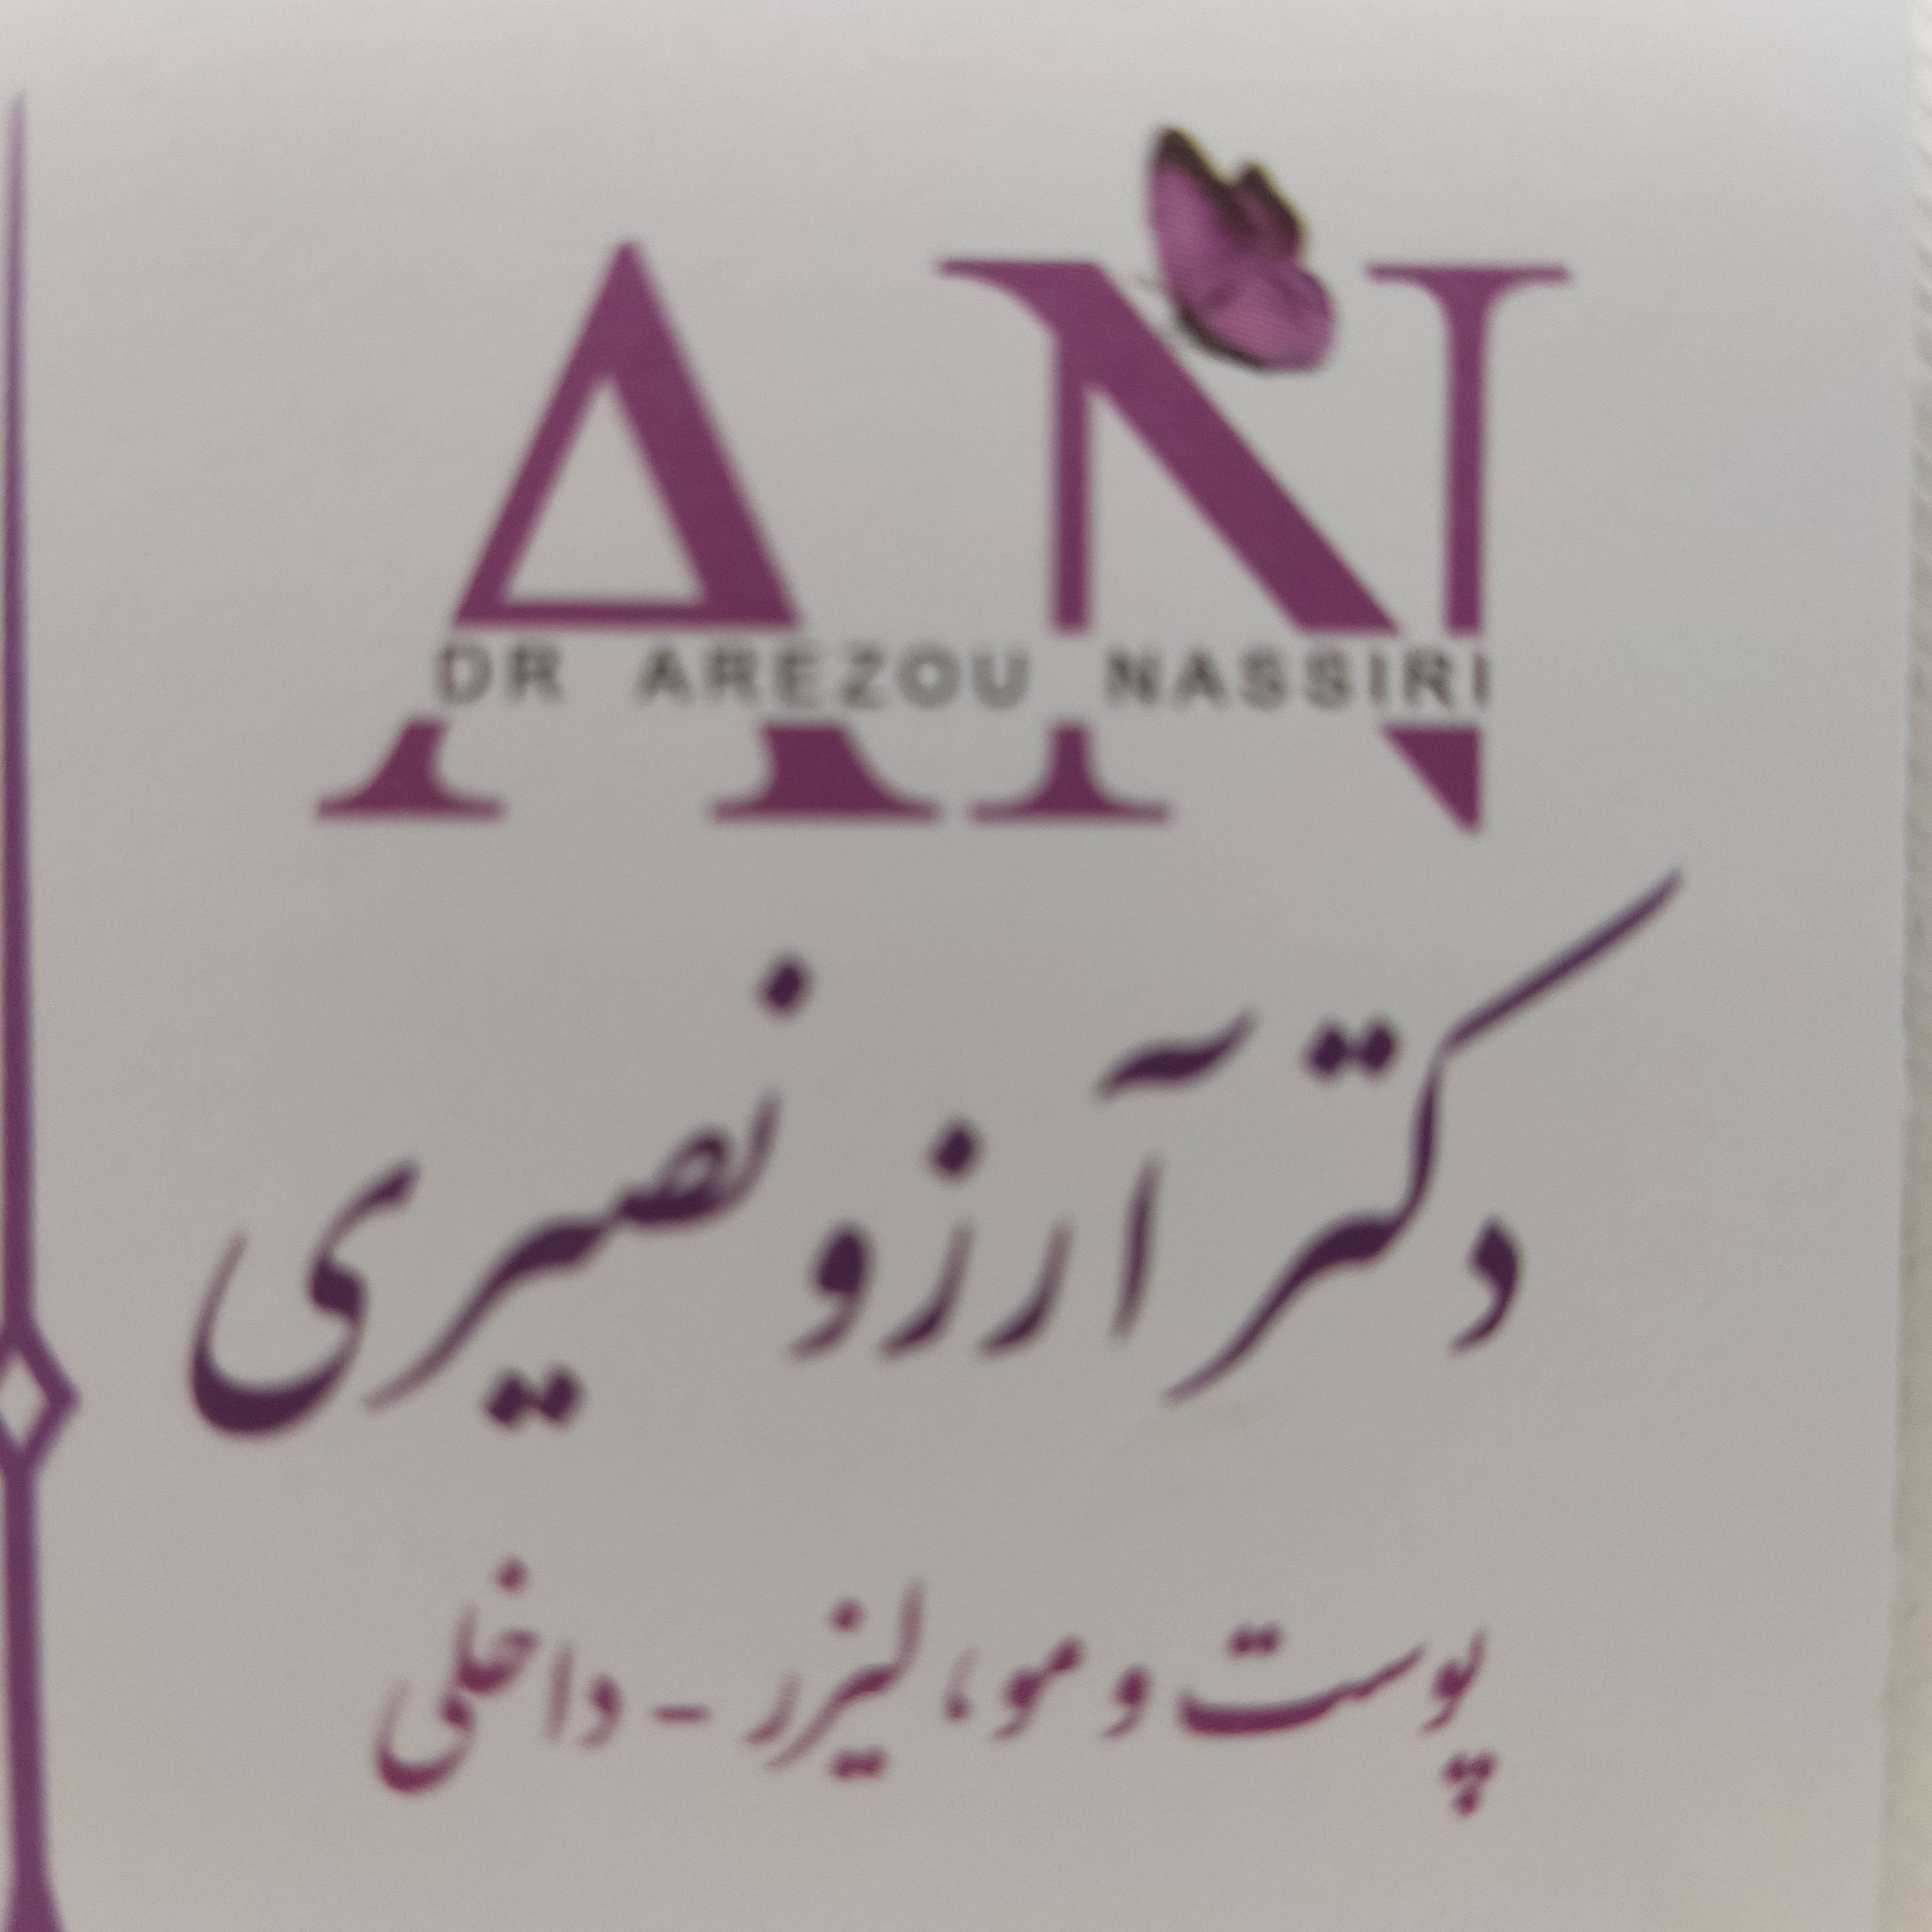 AN
DR AREZOU NASSIRI
دکتر آرزو نصیری
پوست و مو، لیزر - داخلی